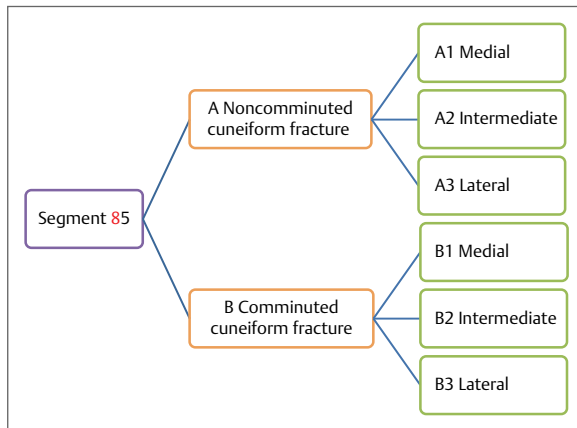 Segment 85
A Noncomminuted
cuneiform fracture
A1 Medial
A2 Intermediate
A3 Lateral
B Comminuted
cuneiform fracture
B1 Medial
B2 Intermediate
B3 Lateral